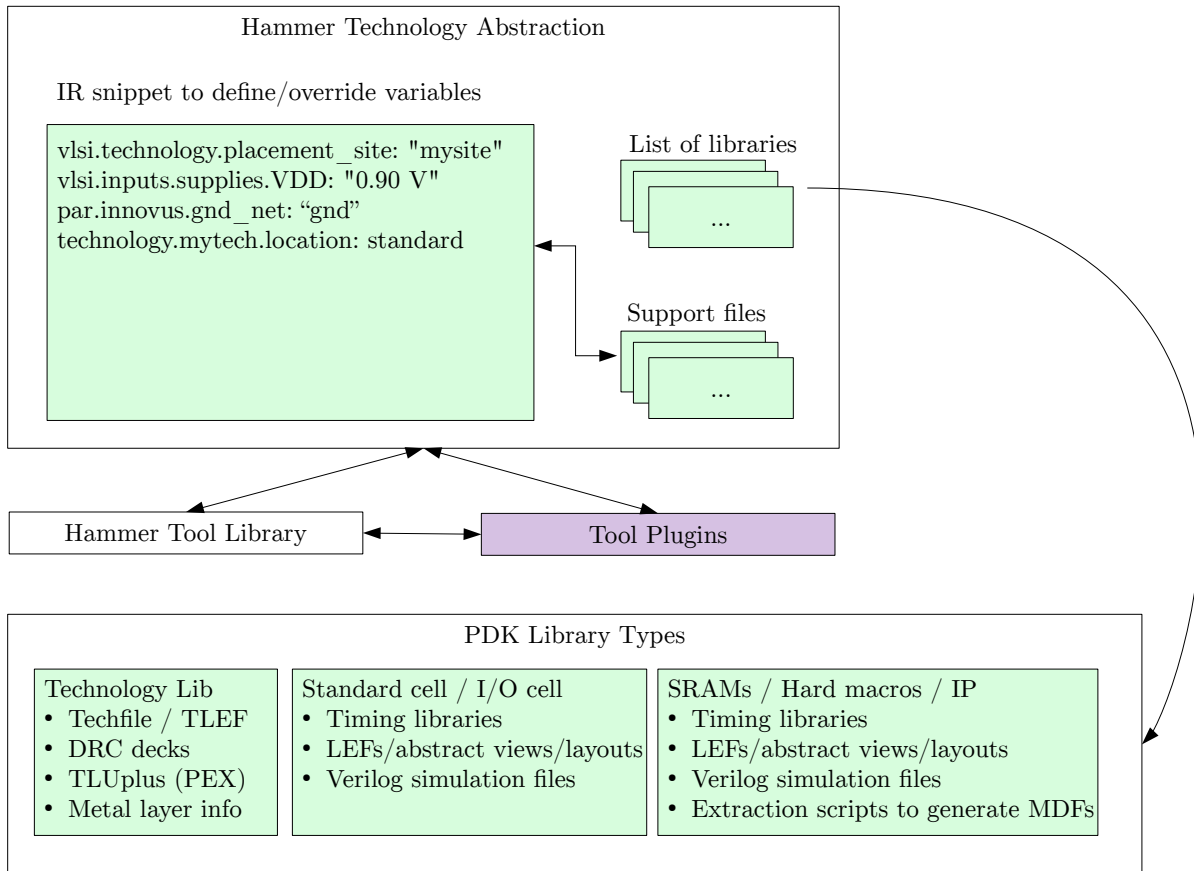 Hammer Technology Abstraction
IR snippet to define/override variables
vlsi.technology.placement_site: "mysite"
vlsi.inputs.supplies.VDD: "0.90 V"
par.innovus.gnd_net: “gnd”
technology.mytech.location: standard
List of libraries
...
Support files
...
Hammer Tool Library
Tool Plugins
PDK Library Types
Technology Lib
• Techfile / TLEF
• DRC decks
• TLUplus (PEX)
• Metal layer info
Standard cell / I/O cell
• Timing libraries
• LEFs/abstract views/layouts
• Verilog simulation files
SRAMs / Hard macros / IP
• Timing libraries
• LEFs/abstract views/layouts
• Verilog simulation files
• Extraction scripts to generate MDFs